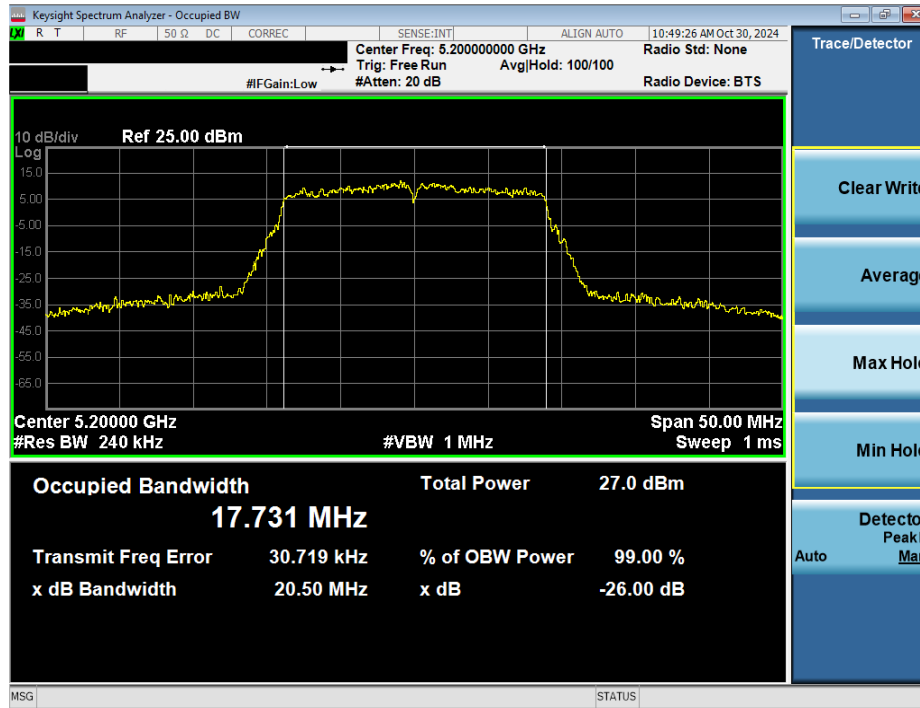 Keysight Spectrum Analyzer - Occupied BW
LXI R T RF 50 Ω DC CORREC SENSE:INT ALIGN AUTO 10:49:26 AM Oct 30, 2024
Center Freq: 5.200000000 GHz Radio Std: None
Trig: Free Run Avg|Hold: 100/100
#IFGain:Low #Atten: 20 dB Radio Device: BTS
10 dB/div Ref 25.00 dBm
Log
15.0
5.00
-5.00
-15.0
-25.0
-35.0
-45.0
-55.0
-65.0
Center 5.20000 GHz Span 50.00 MHz
#Res BW 240 kHz #VBW 1 MHz Sweep 1 ms
Occupied Bandwidth Total Power 27.0 dBm
17.731 MHz
Transmit Freq Error 30.719 kHz % of OBW Power 99.00 %
x dB Bandwidth 20.50 MHz x dB -26.00 dB
MSG STATUS
Trace/Detector
Clear Write
Average
Max Hol
Min Hol
Detecto
Peak
Auto Ma